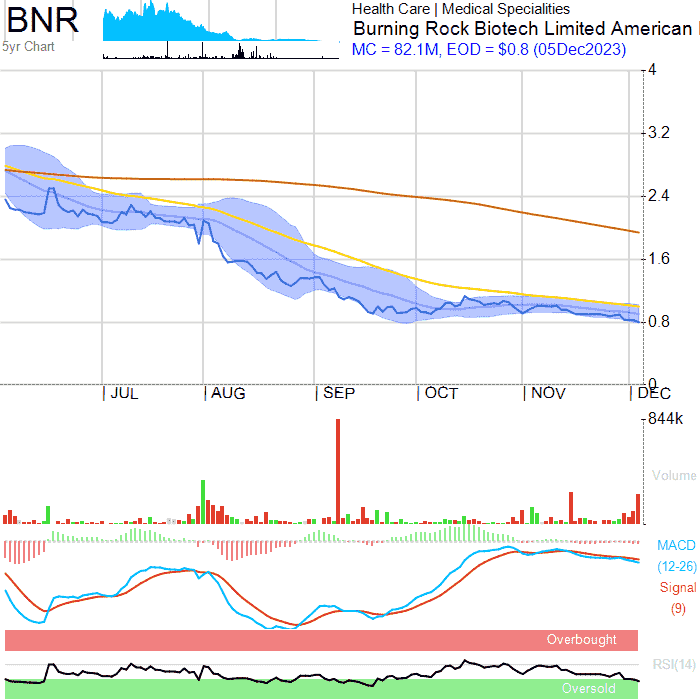 BNR
5yr Chart
Health Care | Medical Specialities
Burning Rock Biotech Limited American
MC = 82.1M, EOD = $0.8 (05Dec2023)
4
3.2
2.4
1.6
0.8
0
JUL AUG SEP OCT NOV DEC
844k
Volume
MACD
(12-26)
Signal
(9)
Overbought
RSI(14)
Oversold